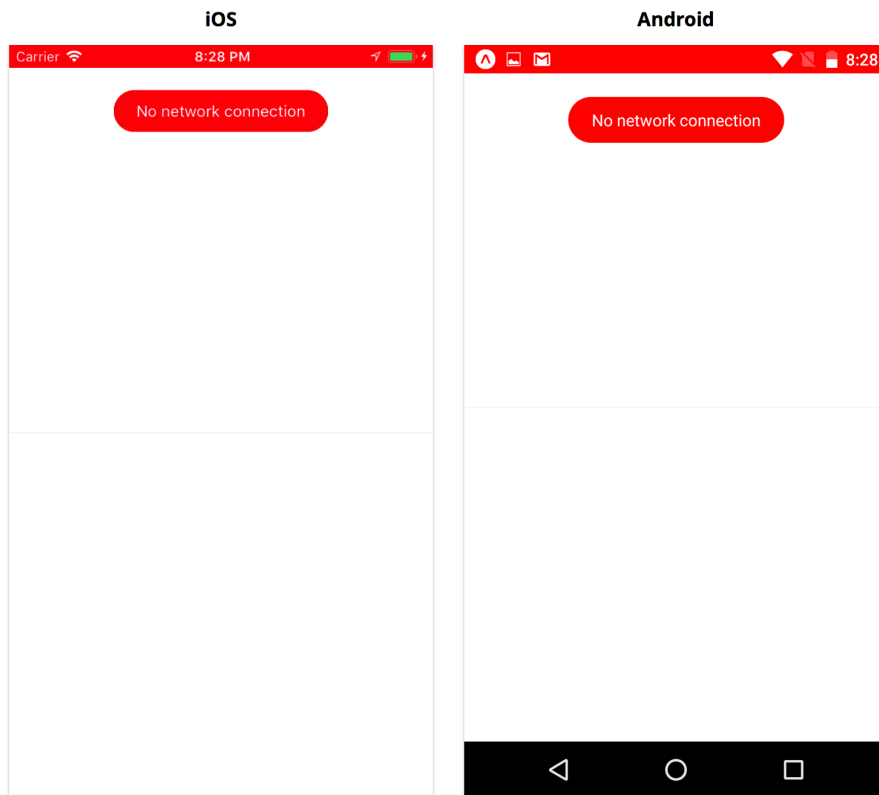 iOS
Android
Carrier
8:28 PM
8:28
No network connection
No network connection